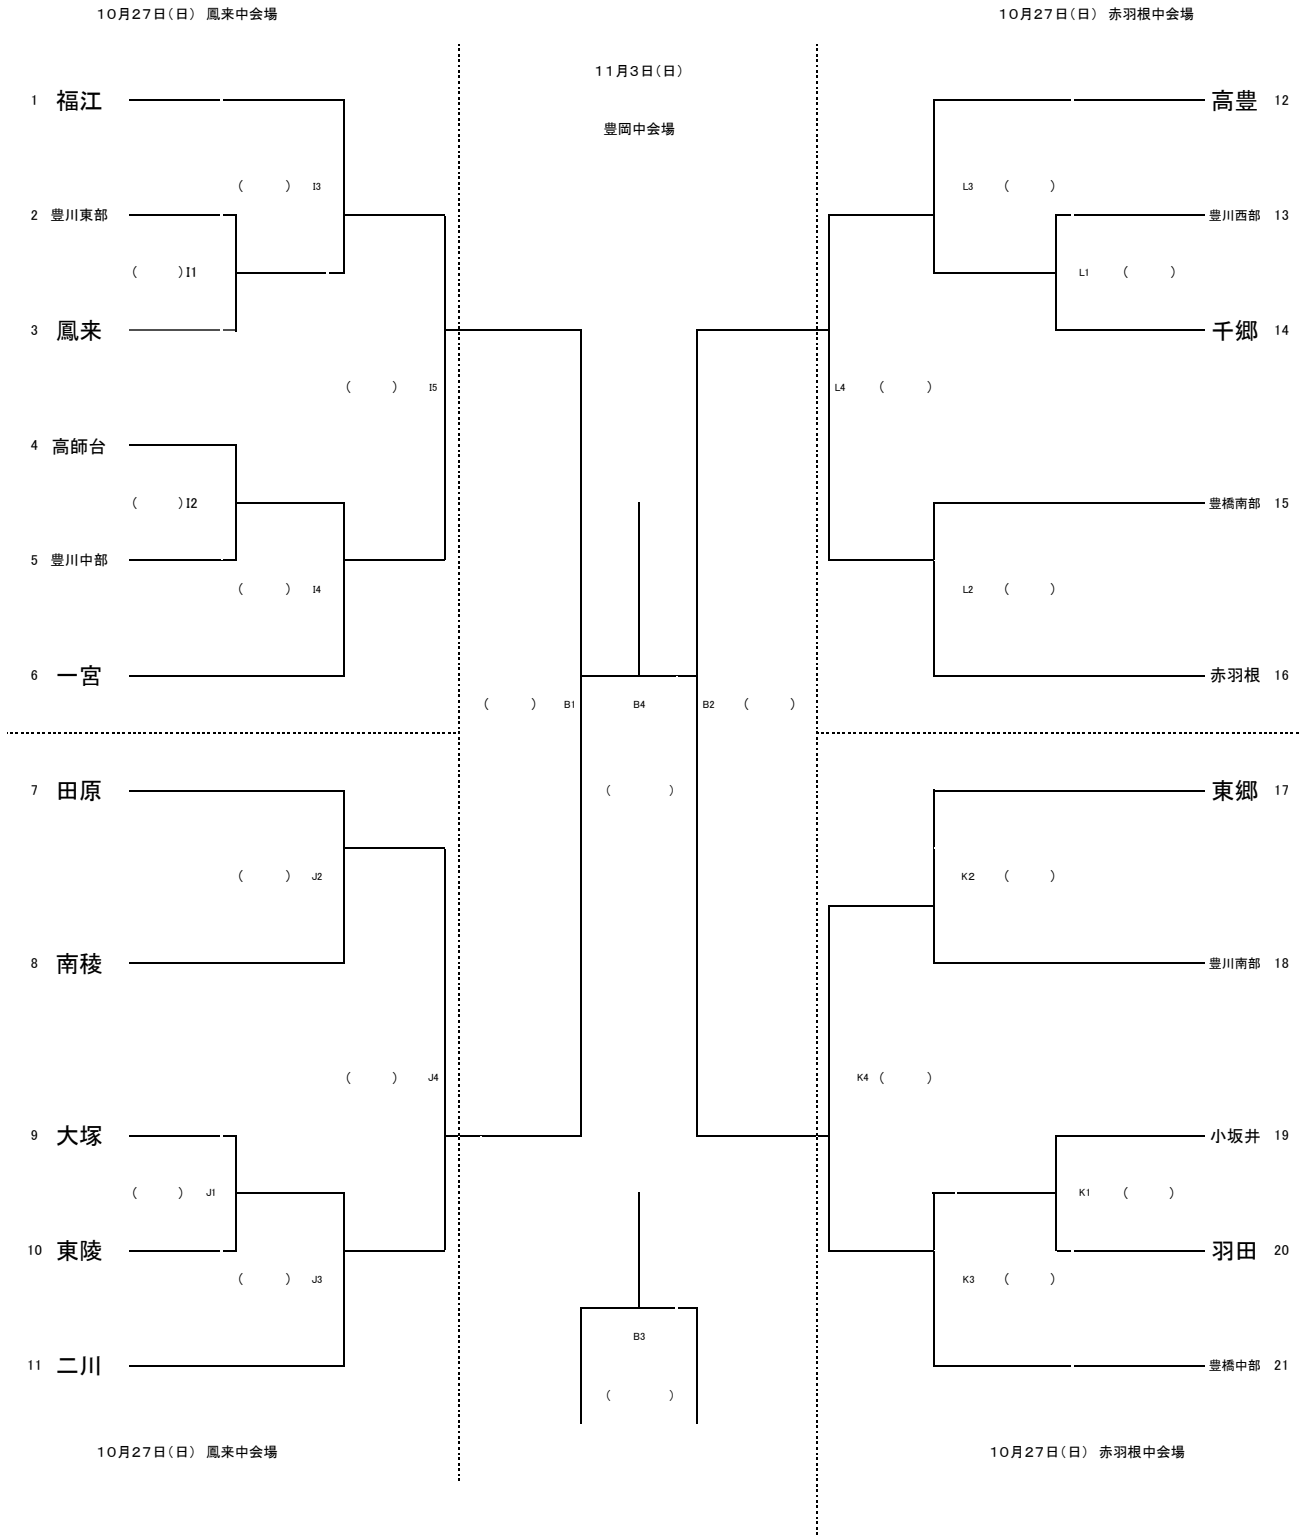 10月27日(日) 鳳来中会場
10月27日(日) 赤羽根中会場
11月3日(日)
豊岡中会場
1 福江
高豊 12
( ) I3
L3 ( )
2 豊川東部
豊川西部 13
( )I1
L1 ( )
3 鳳来
千郷 14
( ) I5
L4 ( )
4 高師台
( )I2
豊橋南部 15
5 豊川中部
( ) I4
L2 ( )
6 一宮
赤羽根 16
( ) B1
B4
B2 ( )
7 田原
( )
東郷 17
( ) J2
K2 ( )
8 南稜
豊川南部 18
( ) J4
K4 ( )
9 大塚
小坂井 19
( ) J1
K1 ( )
10 東陵
羽田 20
( ) J3
K3 ( )
B3
11 二川
豊橋中部 21
( )
10月27日(日) 鳳来中会場
10月27日(日) 赤羽根中会場